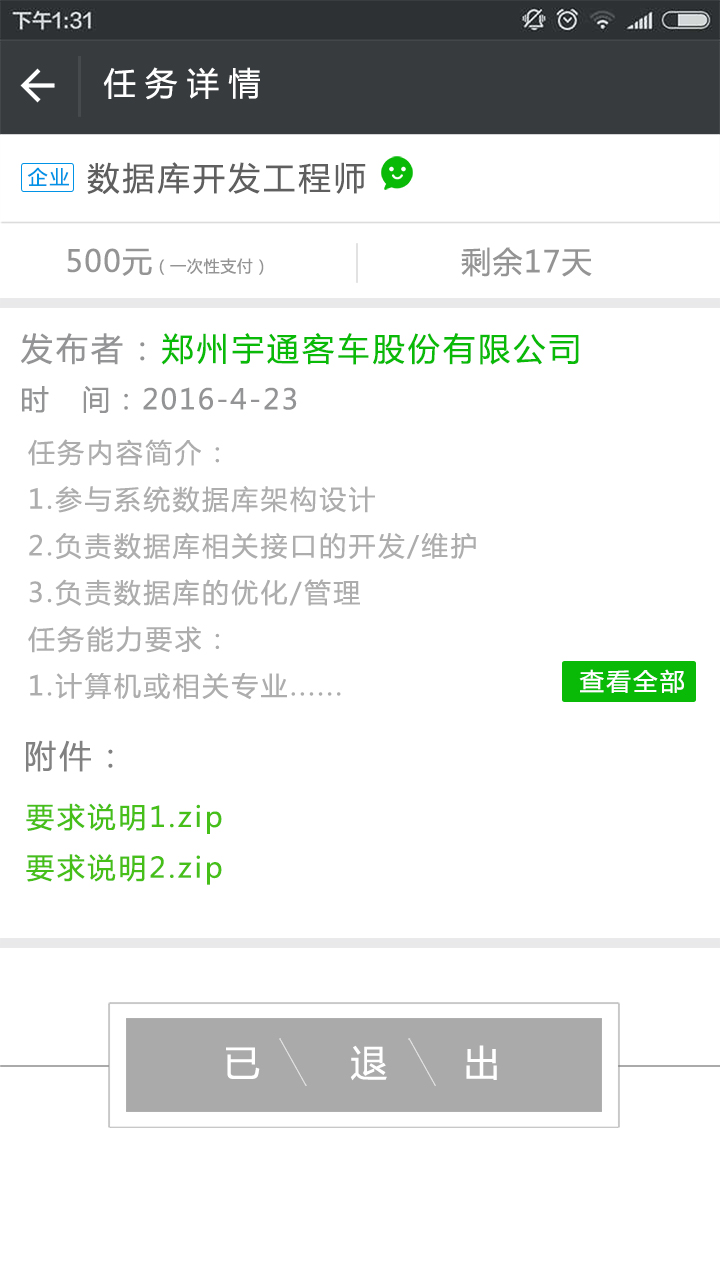 下午1:31
任务详情
企业 数据库开发工程师
500元（一次性支付） 剩余17天
发布者：郑州宇通客车股份有限公司
时 间：2016-4-23
任务内容简介：
1.参与系统数据库架构设计
2.负责数据库相关接口的开发/维护
3.负责数据库的优化/管理
任务能力要求：
1.计算机或相关专业......
查看全部
附件：
要求说明1.zip
要求说明2.zip
已 退 出